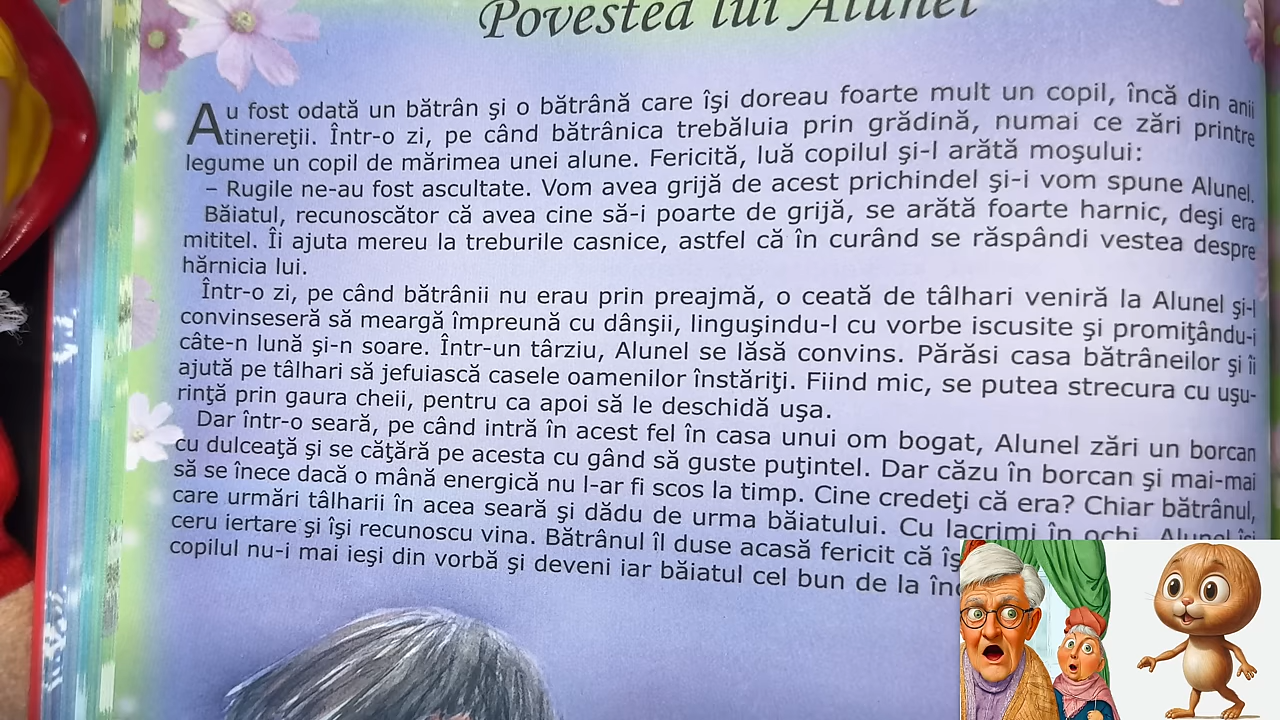 Povestea lui Alunel
Au fost odată un bătrân şi o bătrână care îşi doreau foarte mult un copil, încă din anii
tinereţii. Într-o zi, pe când bătrânica trebăluia prin grădină, numai ce zări printre
legume un copil de mărimea unei alune. Fericită, luă copilul şi-l arătă moşului:
– Rugile ne-au fost ascultate. Vom avea grijă de acest prichindel şi-i vom spune Alunel.
Băiatul, recunoscător că avea cine să-i poarte de grijă, se arătă foarte harnic, deşi era
mititel. Îi ajuta mereu la treburile casnice, astfel că în curând se răspândi vestea despre
hărnicia lui.
Într-o zi, pe când bătrânii nu erau prin preajmă, o ceată de tâlhari veniră la Alunel şi-l
convinseseră să meargă împreună cu dânşii, linguşindu-l cu vorbe iscusite şi promiţându-i
câte-n lună şi-n soare. Într-un târziu, Alunel se lăsă convins. Părăsi casa bătrâneilor şi îi
ajută pe tâlhari să jefuiască casele oamenilor înstăriţi. Fiind mic, se putea strecura cu uşu-
rinţă prin gaura cheii, pentru ca apoi să le deschidă uşa.
Dar într-o seară, pe când intră în acest fel în casa unui om bogat, Alunel zări un borcan
cu dulceaţă şi se căţără pe acesta cu gând să guste puţintel. Dar căzu în borcan şi mai-mai
să se înece dacă o mână energică nu l-ar fi scos la timp. Cine credeţi că era? Chiar bătrânul,
care urmări tâlharii în acea seară şi dădu de urma băiatului. Cu lacrimi în ochi, Alunel îşi
ceru iertare şi îşi recunoscu vina. Bătrânul îl duse acasă fericit că
copilul nu-i mai ieşi din vorbă şi deveni iar băiatul cel bun de la